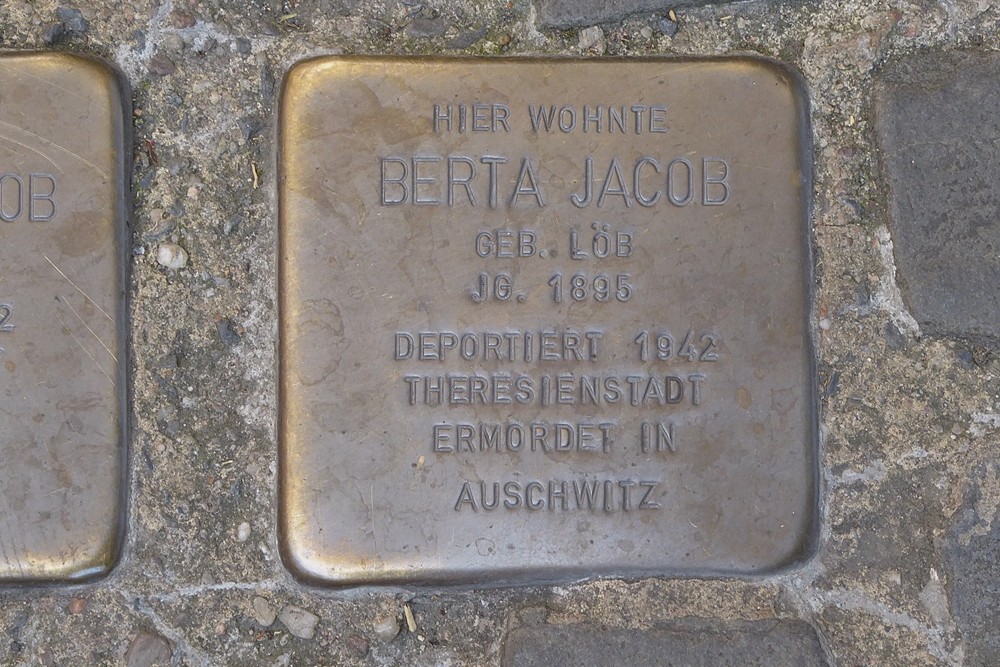 HIER WOHNTE
BERTA JACOB
GEB. LÖB
JG. 1895
DEPORTIERT 1942
THERESIENSTADT
ERMORDET IN
AUSCHWITZ